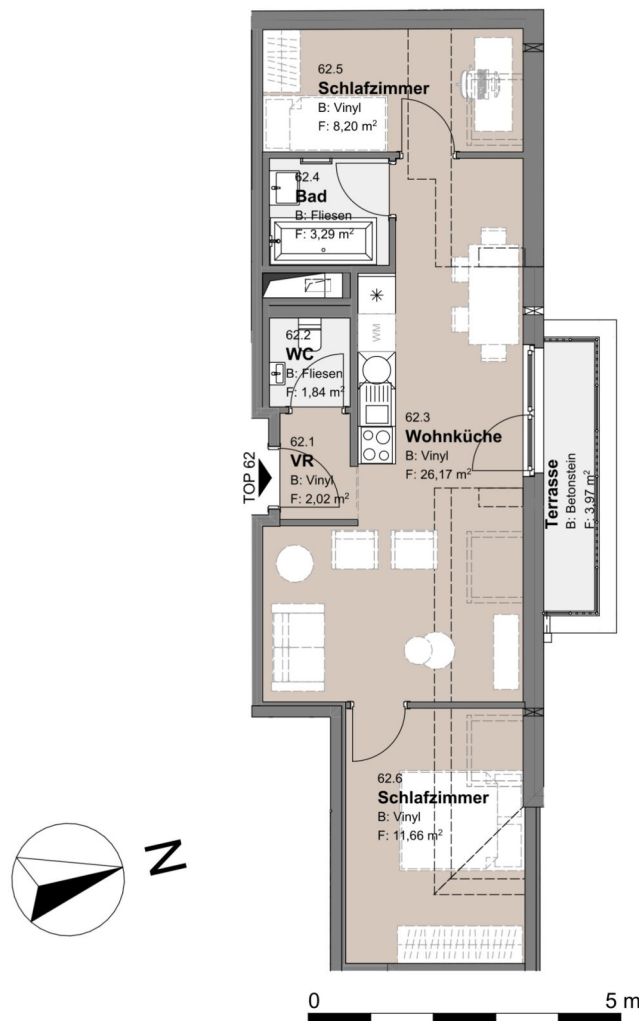 62.5
Schlafzimmer
B: Vinyl
F: 8,20 m²
62.4
Bad
B: Fliesen
F: 3,29 m²
WM
62.2
WC
B: Fliesen
F: 1,84 m²
62.3
Wohnküche
B: Vinyl
F: 26,17 m²
62.1
VR
B: Vinyl
F: 2,02 m²
TOP 62
Terrasse
B: Betonstein
F: 3,97 m²
62.6
Schlafzimmer
B: Vinyl
F: 11,66 m²
N
0 5 m